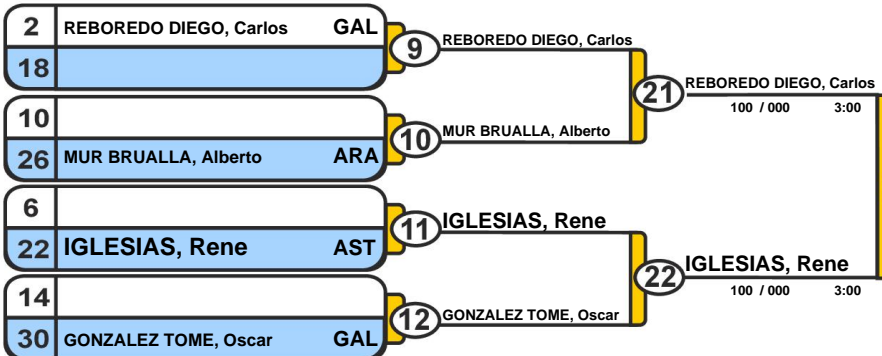 2 REBOREDO DIEGO, Carlos GAL
18
9 REBOREDO DIEGO, Carlos
21 REBOREDO DIEGO, Carlos
100 / 000 3:00
10
26 MUR BRUALLA, Alberto ARA
10 MUR BRUALLA, Alberto
6
22 IGLESIAS, Rene AST
11 IGLESIAS, Rene
22 IGLESIAS, Rene
100 / 000 3:00
14
30 GONZALEZ TOME, Oscar GAL
12 GONZALEZ TOME, Oscar